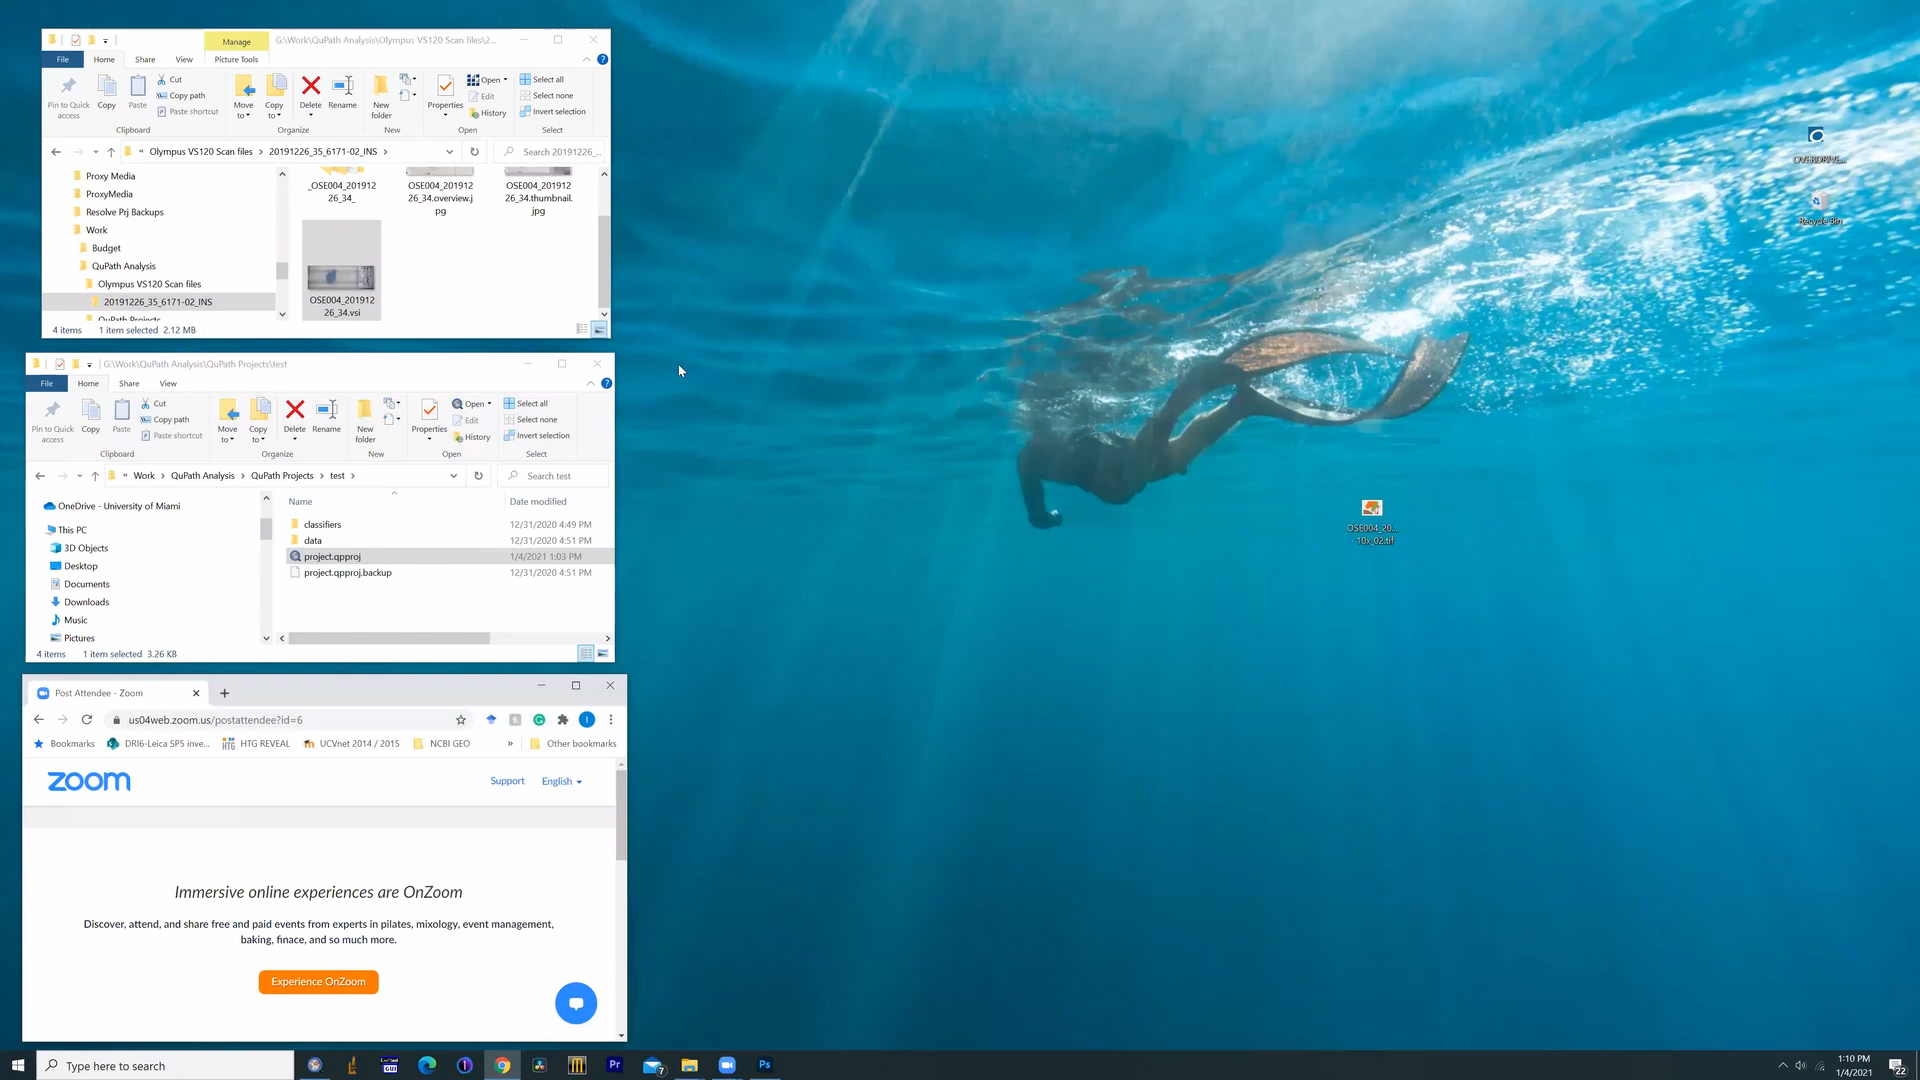 Manage
G:\Work\QuPath Analysis\Olympus VS120 Scan files\2...
File
Home
Share
View
Picture Tools
Pin to Quick access
Copy
Paste
Cut
Copy path
Paste shortcut
Move to
Copy to
Delete
Rename
New folder
Properties
Open
Edit
History
Select all
Select none
Invert selection
Clipboard
Organize
New
Open
Select
« Olympus VS120 Scan files > 20191226_35_6171-02_INS >
Search 20191226_...
Proxy Media
ProxyMedia
Resolve Prj Backups
Work
Budget
QuPath Analysis
Olympus VS120 Scan files
20191226_35_6171-02_INS
QuPath Projects
_OSE004_201912
26_34_
OSE004_201912
26_34.overview.j
pg
OSE004_201912
26_34.thumbnail.
jpg
OSE004_201912
26_34.vsi
4 items
1 item selected 2.12 MB
G:\Work\QuPath Analysis\QuPath Projects\test
File
Home
Share
View
Pin to Quick access
Copy
Paste
Cut
Copy path
Paste shortcut
Move to
Copy to
Delete
Rename
New folder
Properties
Open
Edit
History
Select all
Select none
Invert selection
Clipboard
Organize
New
Open
Select
« Work > QuPath Analysis > QuPath Projects > test >
Search test
OneDrive - University of Miami
This PC
3D Objects
Desktop
Documents
Downloads
Music
Pictures
Name
Date modified
classifiers
12/31/2020 4:49 PM
data
12/31/2020 4:51 PM
project.qpproj
1/4/2021 1:03 PM
project.qpproj.backup
12/31/2020 4:51 PM
4 items
1 item selected 3.26 KB
Post Attendee - Zoom
us04web.zoom.us/postattendee?id=6
Bookmarks
DRI6-Leica SP5 inve...
HTG REVEAL
UCVnet 2014 / 2015
NCBI GEO
»
Other bookmarks
zoom
Support
English
Immersive online experiences are OnZoom
Discover, attend, and share free and paid events from experts in pilates, mixology, event management,
baking, finace, and so much more.
Experience OnZoom
OVERDRIVE...
Recycle Bin
OSE004_20...
- 10x_02.tif
Type here to search
GUI
Pr
7
Ps
1:10 PM
1/4/2021
22